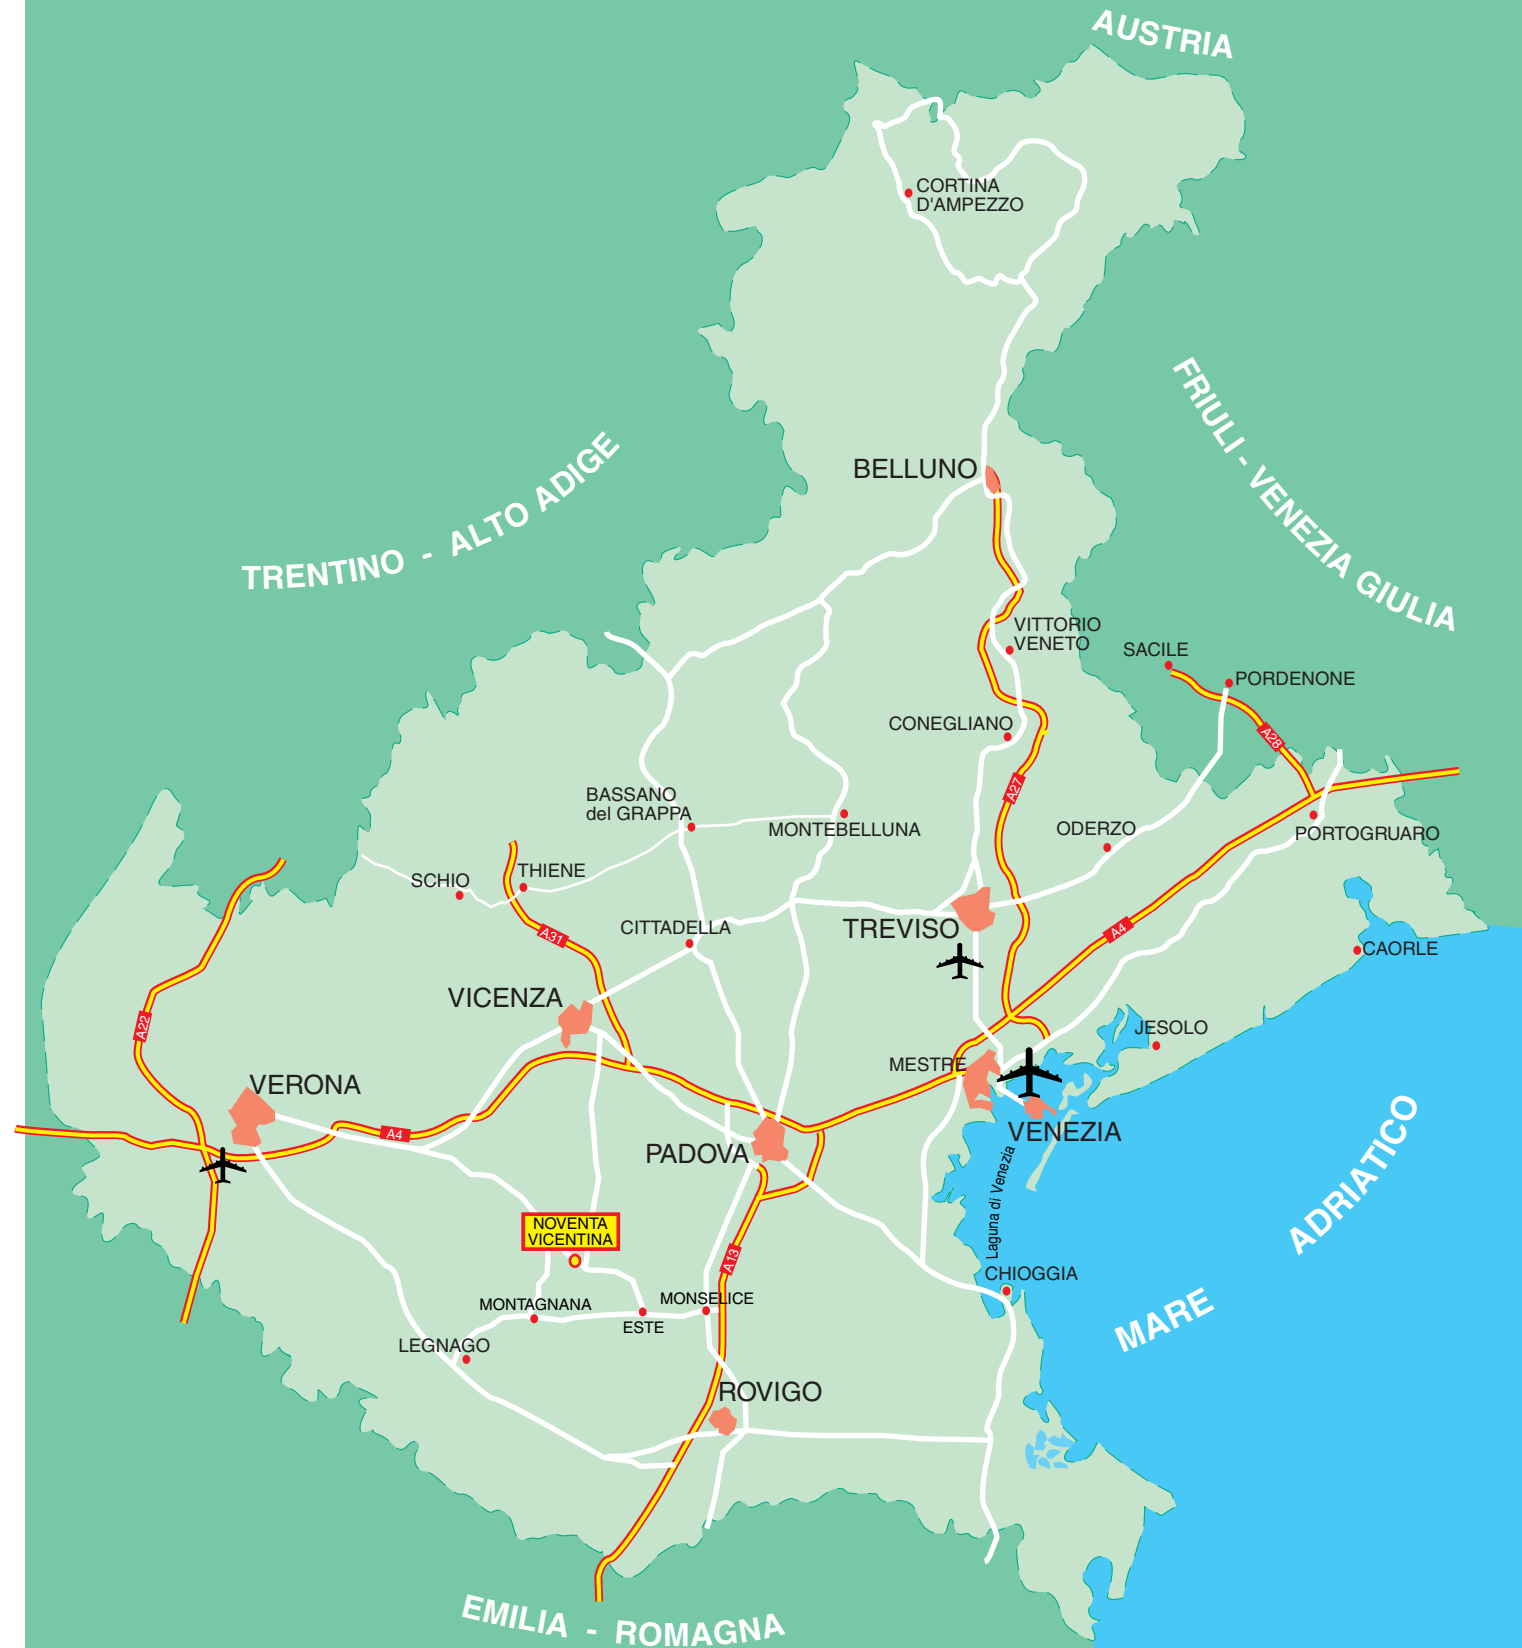 AUSTRIA
CORTINA
D'AMPEZZO
FRIULI - VENEZIA GIULIA
TRENTINO - ALTO ADIGE
BELLUNO
VITTORIO
VENETO
SACILE
PORDENONE
CONEGLIANO
A28
A27
BASSANO
del GRAPPA
MONTEBELLUNA
ODERZO
PORTOGRUARO
SCHIO
THIENE
A31
CITTADELLA
TREVISO
A4
CAORLE
VICENZA
A22
JESOLO
MESTRE
VERONA
A4
PADOVA
VENEZIA
Laguna di Venezia
MARE ADRIATICO
NOVENTA
VICENTINA
A13
CHIOGGIA
MONTAGNANA
MONSELICE
ESTE
LEGNAGO
ROVIGO
EMILIA - ROMAGNA